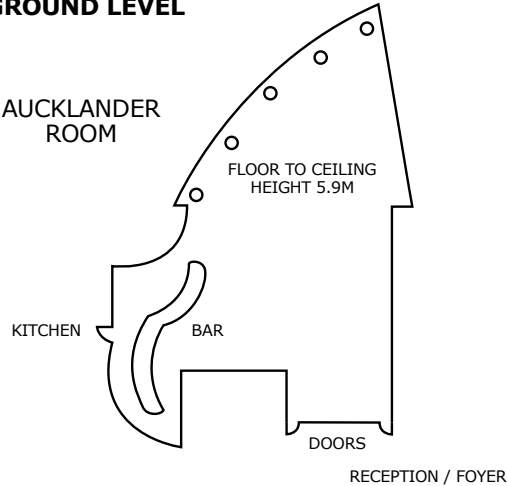 GROUND LEVEL
AUCKLANDER
ROOM
FLOOR TO CEILING
HEIGHT 5.9M
KITCHEN
BAR
DOORS
RECEPTION / FOYER